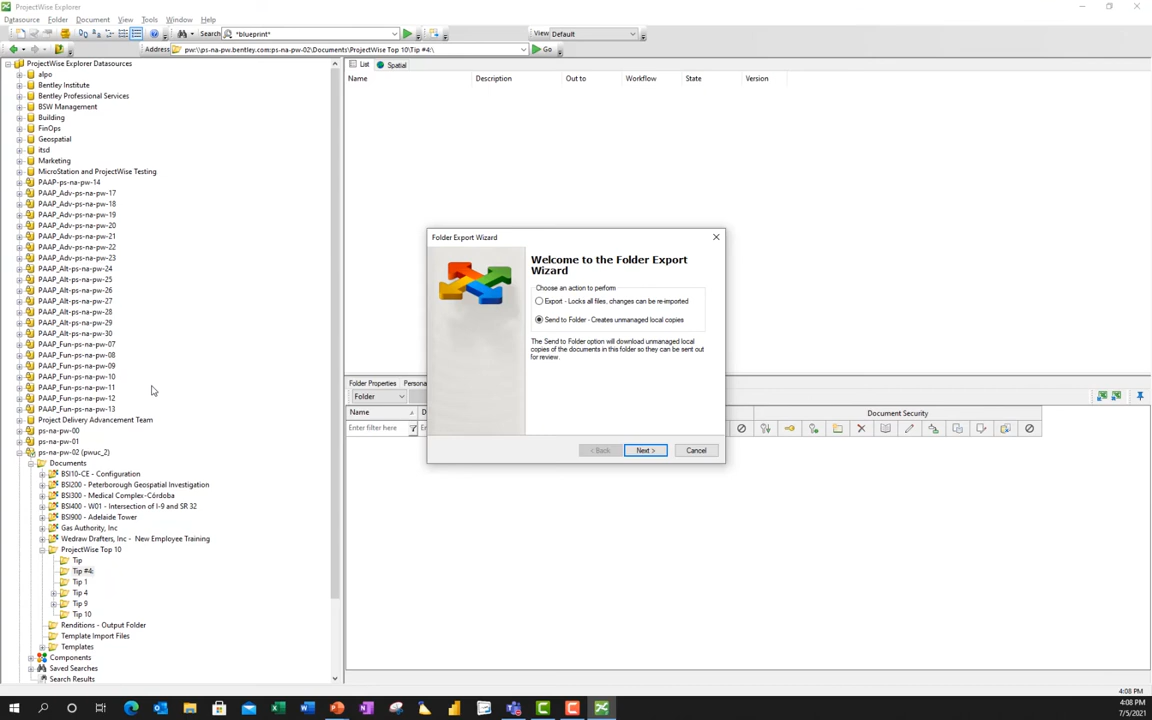 ProjectWise Explorer
Datasource Folder Document View Tools Window Help
Search *blueprint* View Default
Address pw:\\ps-na-pw.bentley.com:ps-na-pw-02\Documents\ProjectWise Top 10\Tip #4:\ Go
ProjectWise Explorer Datasources
alpo
Bentley Institute
Bentley Professional Services
BSW Management
Building
FinOps
Geospatial
itsd
Marketing
MicroStation and ProjectWise Testing
PAAP-ps-na-pw-14
PAAP_Adv-ps-na-pw-17
PAAP_Adv-ps-na-pw-18
PAAP_Adv-ps-na-pw-19
PAAP_Adv-ps-na-pw-20
PAAP_Adv-ps-na-pw-21
PAAP_Adv-ps-na-pw-22
PAAP_Adv-ps-na-pw-23
PAAP_Alt-ps-na-pw-24
PAAP_Alt-ps-na-pw-25
PAAP_Alt-ps-na-pw-26
PAAP_Alt-ps-na-pw-27
PAAP_Alt-ps-na-pw-28
PAAP_Alt-ps-na-pw-29
PAAP_Alt-ps-na-pw-30
PAAP_Fun-ps-na-pw-07
PAAP_Fun-ps-na-pw-08
PAAP_Fun-ps-na-pw-09
PAAP_Fun-ps-na-pw-10
PAAP_Fun-ps-na-pw-11
PAAP_Fun-ps-na-pw-12
PAAP_Fun-ps-na-pw-13
Project Delivery Advancement Team
ps-na-pw-00
ps-na-pw-01
ps-na-pw-02 (pwuc_2)
Documents
BSI10-CE - Configuration
BSI200 - Peterborough Geospatial Investigation
BSI300 - Medical Complex-Córdoba
BSI400 - W01 - Intersection of I-9 and SR 32
BSI900 - Adelaide Tower
Gas Authority, Inc
Wedraw Drafters, Inc - New Employee Training
ProjectWise Top 10
Tip
Tip #4:
Tip 1
Tip 4
Tip 9
Tip 10
Renditions - Output Folder
Template Import Files
Templates
Components
Saved Searches
Search Results
List Spatial
Name Description Out to Workflow State Version
Folder Export Wizard
Welcome to the Folder Export
Wizard
Choose an action to perform
Export - Locks all files, changes can be re-imported
Send to Folder - Creates unmanaged local copies
The Send to Folder option will download unmanaged local
copies of the documents in this folder so they can be sent out
for review.
< Back Next > Cancel
Folder Properties Persona
Folder
Name D Document Security
Enter filter here Ent
4:08 PM
4:08 PM
7/5/2021